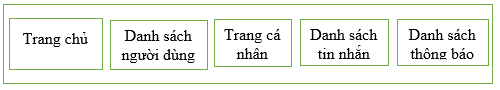 Trang chủ
Danh sách
người dùng
Trang cá
nhân
Danh sách
tin nhắn
Danh sách
thông báo